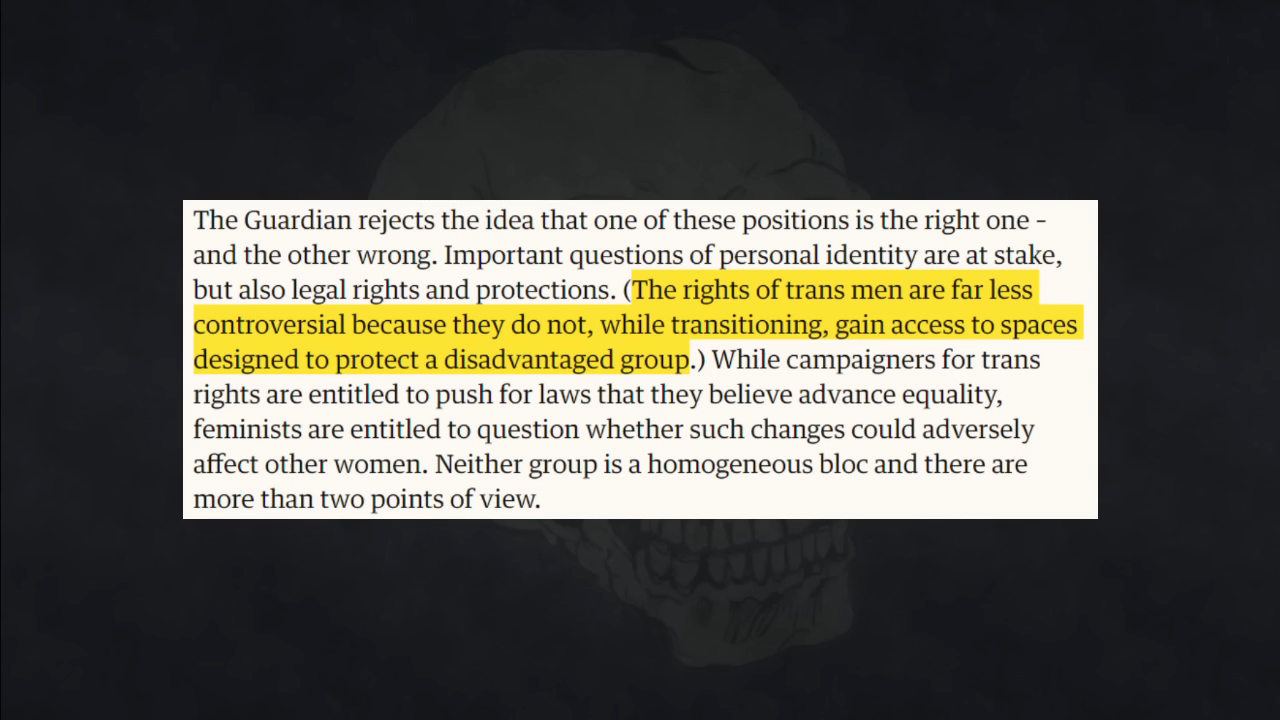 The Guardian rejects the idea that one of these positions is the right one –
and the other wrong. Important questions of personal identity are at stake,
but also legal rights and protections. (The rights of trans men are far less
controversial because they do not, while transitioning, gain access to spaces
designed to protect a disadvantaged group.) While campaigners for trans
rights are entitled to push for laws that they believe advance equality,
feminists are entitled to question whether such changes could adversely
affect other women. Neither group is a homogeneous bloc and there are
more than two points of view.